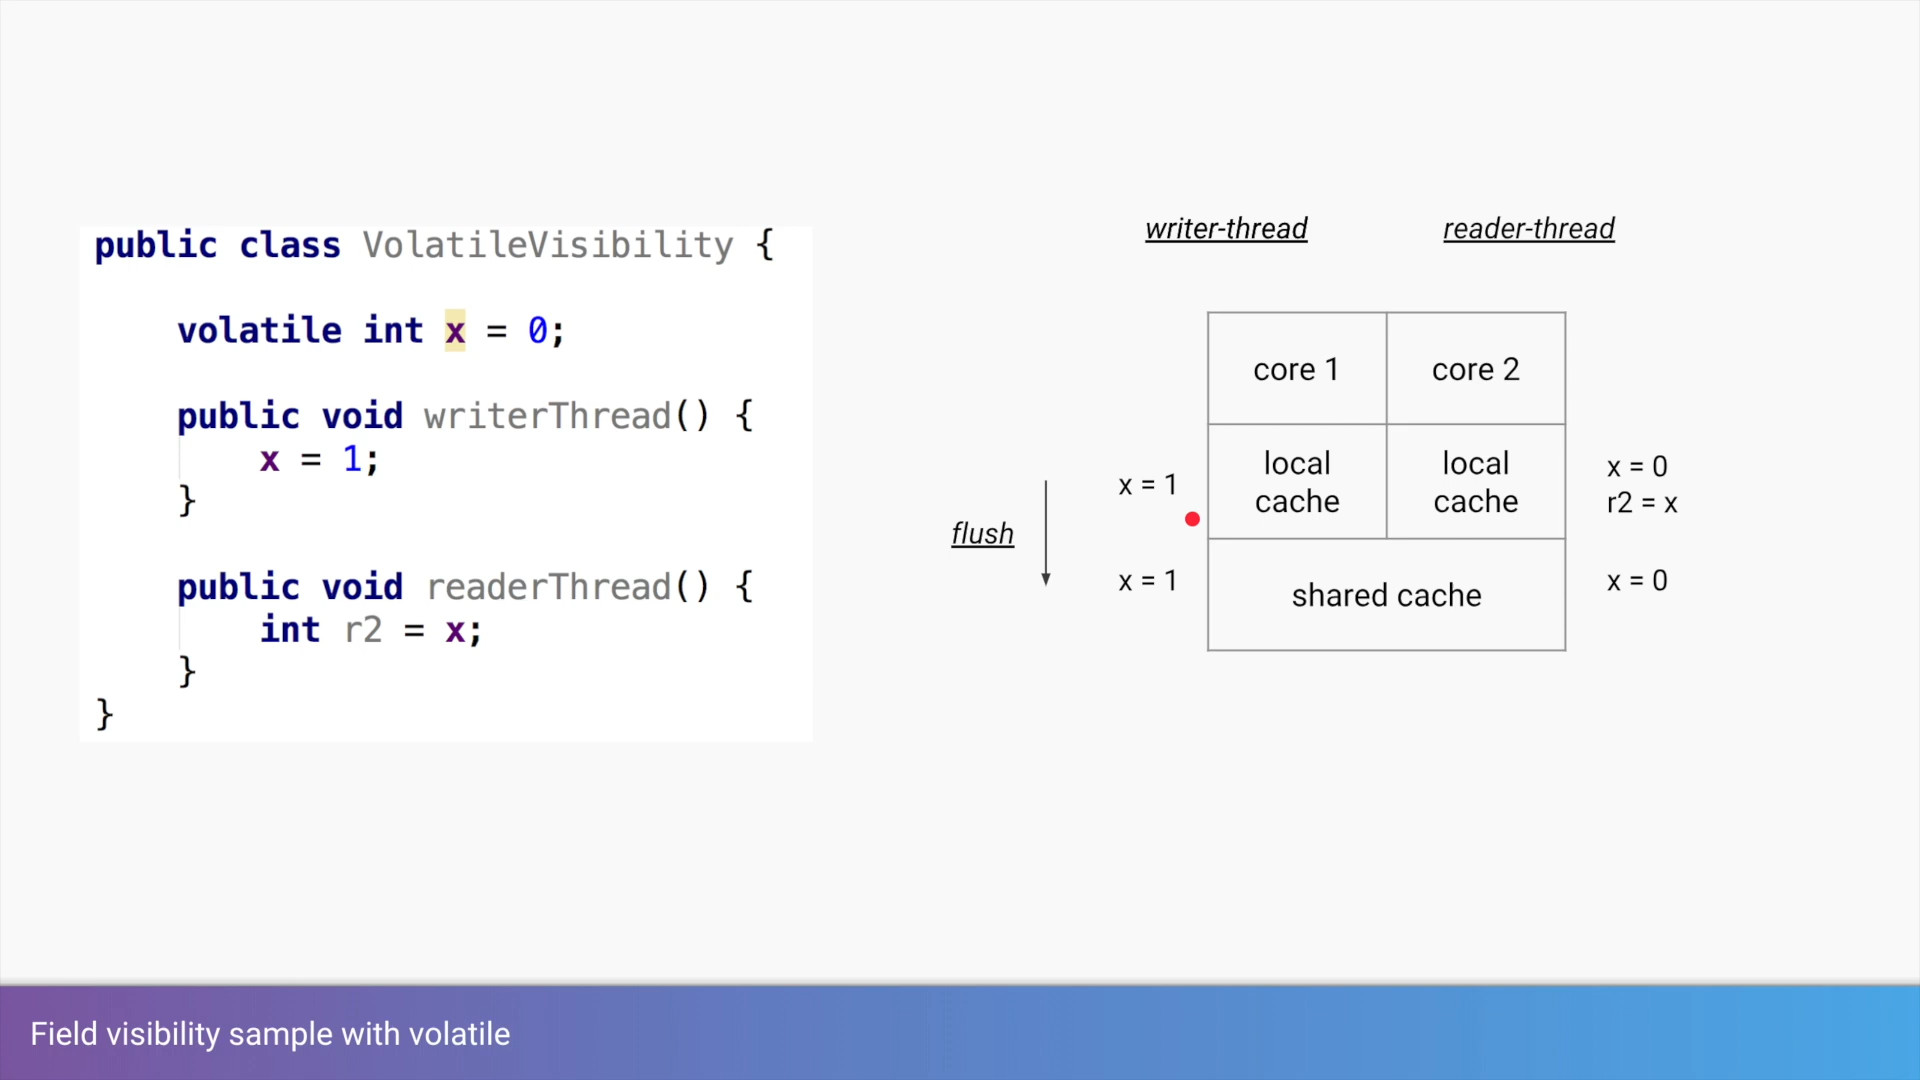 public class VolatileVisibility {
volatile int x = 0;
public void writerThread() {
x = 1;
}
public void readerThread() {
int r2 = x;
}
}
writer-thread
reader-thread
core 1
core 2
local
cache
local
cache
shared cache
x = 1
flush
x = 1
x = 0
r2 = x
x = 0
Field visibility sample with volatile